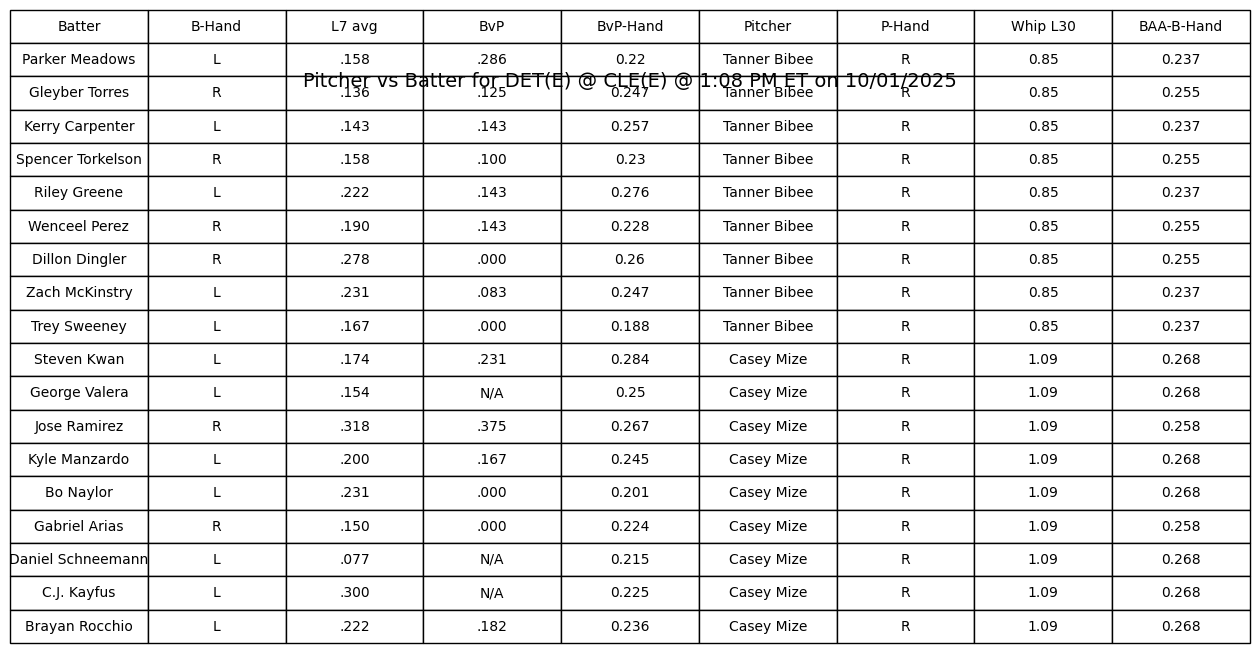 Batter B-Hand L7 avg BvP BvP-Hand Pitcher P-Hand Whip L30 BAA-B-Hand
Parker Meadows L .158 .286 0.22 Tanner Bibee R 0.85 0.237
Pitcher vs Batter for DET(E) @ CLE(E) @ 1:08 PM ET on 10/01/2025
Gleyber Torres R .136 .125 0.247 Tanner Bibee R 0.85 0.255
Kerry Carpenter L .143 .143 0.257 Tanner Bibee R 0.85 0.237
Spencer Torkelson R .158 .100 0.23 Tanner Bibee R 0.85 0.255
Riley Greene L .222 .143 0.276 Tanner Bibee R 0.85 0.237
Wenceel Perez R .190 .143 0.228 Tanner Bibee R 0.85 0.255
Dillon Dingler R .278 .000 0.26 Tanner Bibee R 0.85 0.255
Zach McKinstry L .231 .083 0.247 Tanner Bibee R 0.85 0.237
Trey Sweeney L .167 .000 0.188 Tanner Bibee R 0.85 0.237
Steven Kwan L .174 .231 0.284 Casey Mize R 1.09 0.268
George Valera L .154 N/A 0.25 Casey Mize R 1.09 0.268
Jose Ramirez R .318 .375 0.267 Casey Mize R 1.09 0.258
Kyle Manzardo L .200 .167 0.245 Casey Mize R 1.09 0.268
Bo Naylor L .231 .000 0.201 Casey Mize R 1.09 0.268
Gabriel Arias R .150 .000 0.224 Casey Mize R 1.09 0.258
Daniel Schneemann L .077 N/A 0.215 Casey Mize R 1.09 0.268
C.J. Kayfus L .300 N/A 0.225 Casey Mize R 1.09 0.268
Brayan Rocchio L .222 .182 0.236 Casey Mize R 1.09 0.268